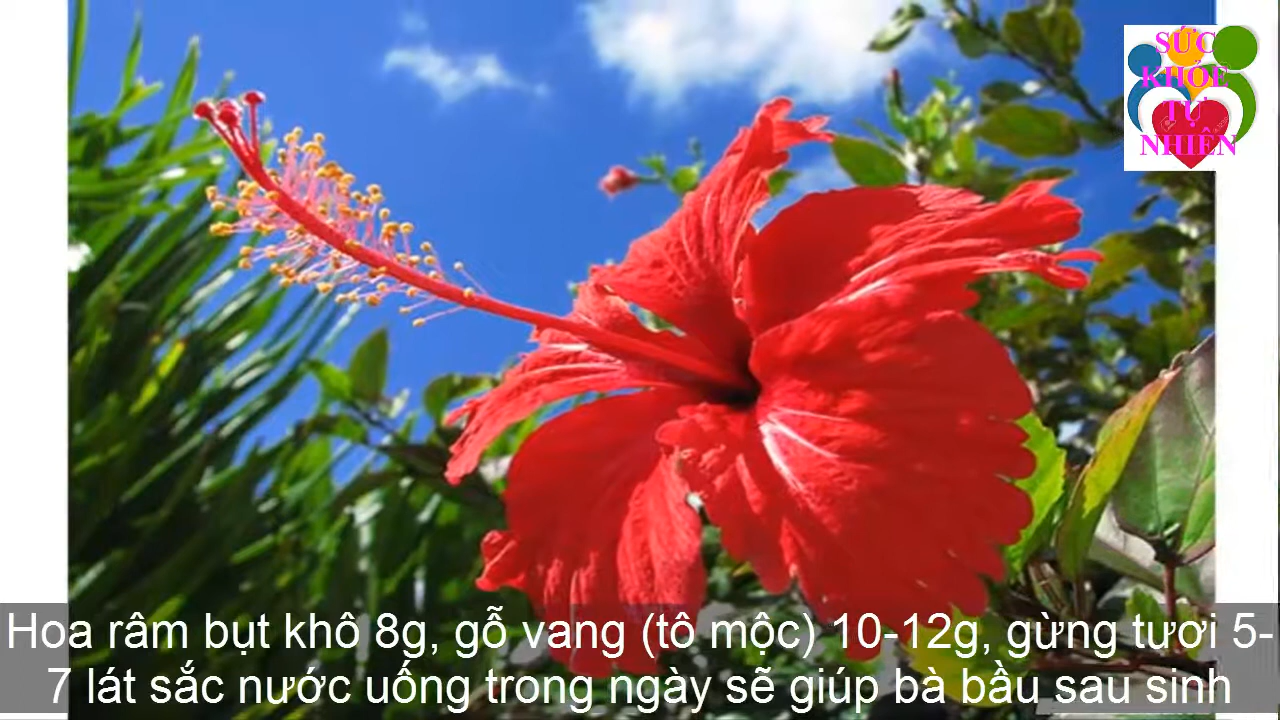 SỨC
KHỎE
TỰ
NHIÊN
Hoa râm bụt khô 8g, gỗ vang (tô mộc) 10-12g, gừng tươi 5-
7 lát sắc nước uống trong ngày sẽ giúp bà bầu sau sinh